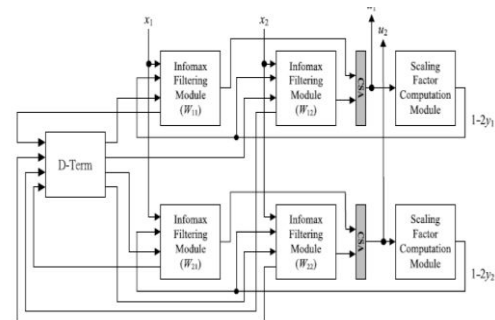 x1
x2
u2
Infomax
Filtering
Module
(W11)
Infomax
Filtering
Module
(W12)
CSA
Scaling
Factor
Computation
Module
1-2y1
D-Term
Infomax
Filtering
Module
(W21)
Infomax
Filtering
Module
(W22)
CSA
Scaling
Factor
Computation
Module
1-2y2